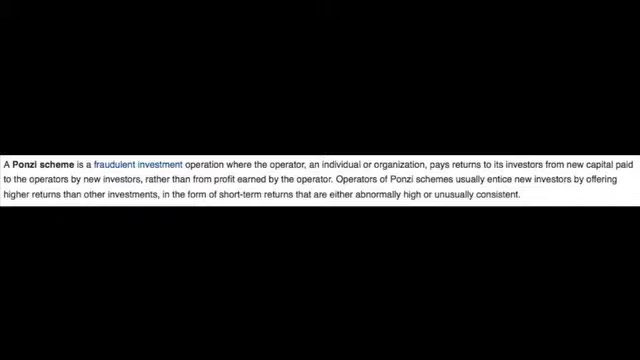 A Ponzi scheme is a fraudulent investment operation where the operator, an individual or organization, pays returns to its investors from new capital paid
to the operators by new investors, rather than from profit earned by the operator. Operators of Ponzi schemes usually entice new investors by offering
higher returns than other investments, in the form of short-term returns that are either abnormally high or unusually consistent.